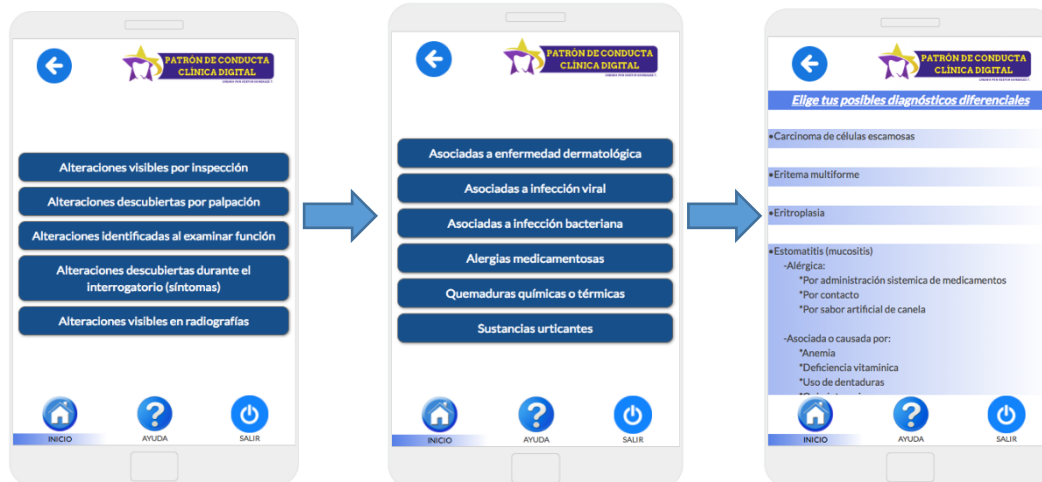 PATRÓN DE CONDUCTA
CLÍNICA DIGITAL
Alteraciones visibles por inspección
Alteraciones descubiertas por palpación
Alteraciones identificadas al examinar función
Alteraciones descubiertas durante el
interrogatorio (síntomas)
Alteraciones visibles en radiografías
INICIO
AYUDA
SALIR
PATRÓN DE CONDUCTA
CLÍNICA DIGITAL
Asociadas a enfermedad dermatológica
Asociadas a infección viral
Asociadas a infección bacteriana
Alergias medicamentosas
Quemaduras químicas o térmicas
Sustancias urticantes
INICIO
AYUDA
SALIR
PATRÓN DE CONDUCTA
CLÍNICA DIGITAL
Elige tus posibles diagnósticos diferenciales
•Carcinoma de células escamosas
•Eritema multiforme
•Eritroplasia
•Estomatitis (mucositis)
-Alérgica:
*Por administración sistemica de medicamentos
*Por contacto
*Por sabor artificial de canela
-Asociada o causada por:
*Anemia
*Deficiencia vitaminica
*Uso de dentaduras
INICIO
AYUDA
SALIR